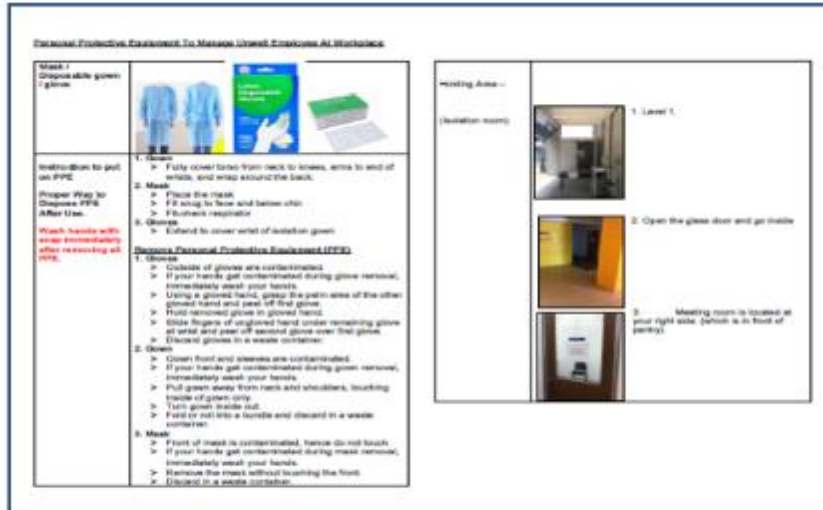 Personal Protective Equipment To Manage Unwell Employee At Workplace
Mask /
Disposable gown
/ glove
Instruction to put
on PPE
Proper Way to
Dispose PPE
After Use.
Wash hands with
soap immediately
after removing all
PPE.
1. Gown
➤ Fully cover torso from neck to knees, arms to end of
wrists, and wrap around the back.
2. Mask
➤ Place the mask
➤ Fit snug to face and below chin
➤ Fit-check respirator
3. Gloves
➤ Extend to cover wrist of isolation gown
Remove Personal Protective Equipment (PPE)
1. Gloves
➤ Outside of gloves are contaminated.
➤ If your hands get contaminated during glove removal,
immediately wash your hands.
➤ Using a gloved hand, grasp the palm area of the other
gloved hand and peel off first glove.
➤ Hold removed glove in gloved hand.
➤ Slide fingers of ungloved hand under remaining glove
at wrist and peel off second glove over first glove.
➤ Discard gloves in a waste container.
2. Gown
➤ Gown front and sleeves are contaminated.
➤ If your hands get contaminated during gown removal,
immediately wash your hands.
➤ Pull gown away from neck and shoulders, touching
inside of gown only.
➤ Turn gown inside out.
➤ Fold or roll into a bundle and discard in a waste
container.
3. Mask
➤ Front of mask is contaminated, hence do not touch
➤ If your hands get contaminated during mask removal,
immediately wash your hands.
➤ Remove the mask without touching the front.
➤ Discard in a waste container.
Holding Area –
(Isolation room)
1. Level 1.
2. Open the glass door and go inside
3. Meeting room is located at
your right side. (which is in front of
pantry)